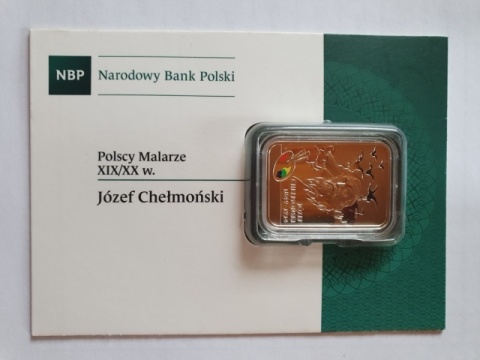 NBP
Narodowy Bank Polski
Polscy Malarze
XIX/XX w.
Józef Chełmoński